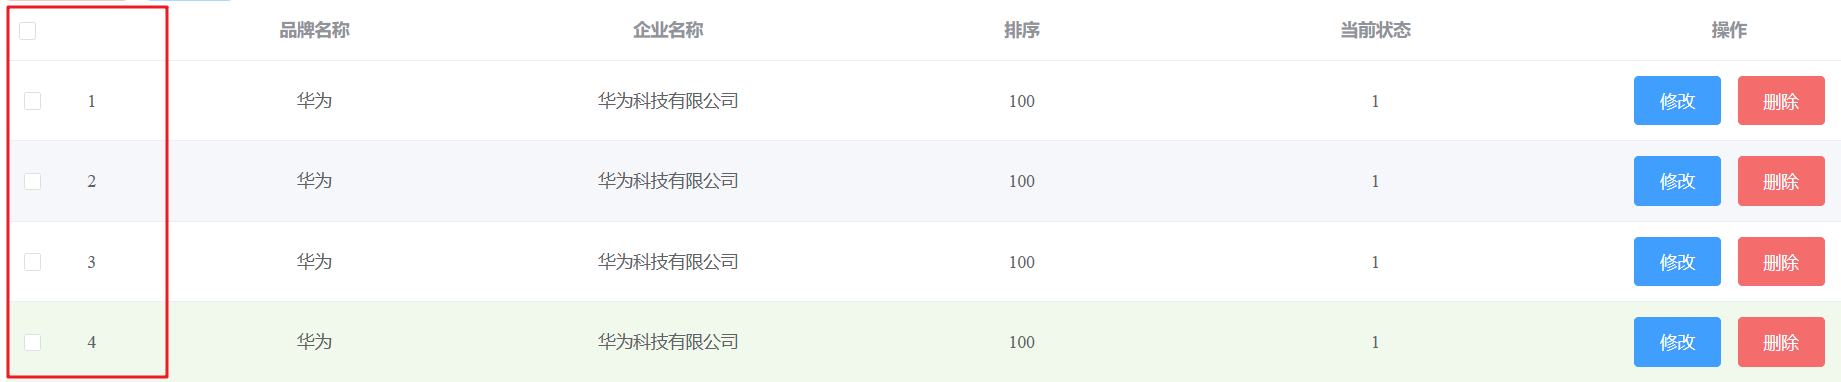 品牌名称 企业名称 排序 当前状态 操作
1 华为 华为科技有限公司 100 1 修改 删除
2 华为 华为科技有限公司 100 1 修改 删除
3 华为 华为科技有限公司 100 1 修改 删除
4 华为 华为科技有限公司 100 1 修改 删除